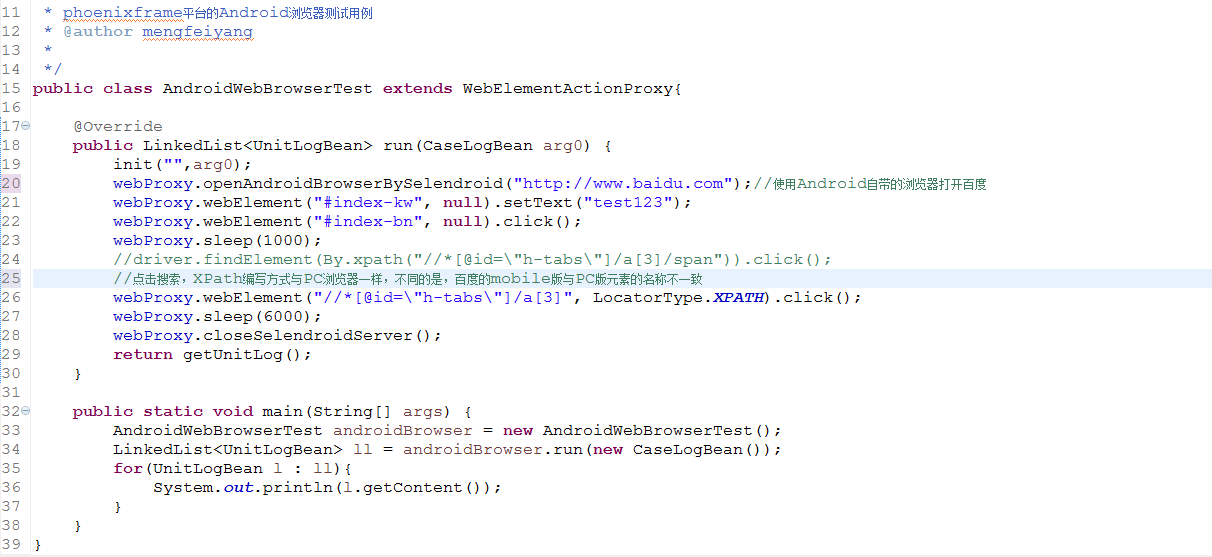 11  * phoenixframe平台的Android浏览器测试用例
12  * @author mengfeiyang
13  *
14  */
15 public class AndroidWebBrowserTest extends WebElementActionProxy{
16
17     @Override
18     public LinkedList<UnitLogBean> run(CaseLogBean arg0) {
19         init("",arg0);
20         webProxy.openAndroidBrowserBySelendroid("http://www.baidu.com");//使用Android自带的浏览器打开百度
21         webProxy.webElement("#index-kw", null).setText("test123");
22         webProxy.webElement("#index-bn", null).click();
23         webProxy.sleep(1000);
24         //driver.findElement(By.xpath("//*[@id=\"h-tabs\"]/a[3]/span")).click();
25         //点击搜索，XPath编写方式与PC浏览器一样，不同的是，百度的mobile版与PC版元素的名称不一致
26         webProxy.webElement("//*[@id=\"h-tabs\"]/a[3]", LocatorType.XPATH).click();
27         webProxy.sleep(6000);
28         webProxy.closeSelendroidServer();
29         return getUnitLog();
30     }
31
32     public static void main(String[] args) {
33         AndroidWebBrowserTest androidBrowser = new AndroidWebBrowserTest();
34         LinkedList<UnitLogBean> ll = androidBrowser.run(new CaseLogBean());
35         for(UnitLogBean l : ll){
36             System.out.println(l.getContent());
37         }
38     }
39 }